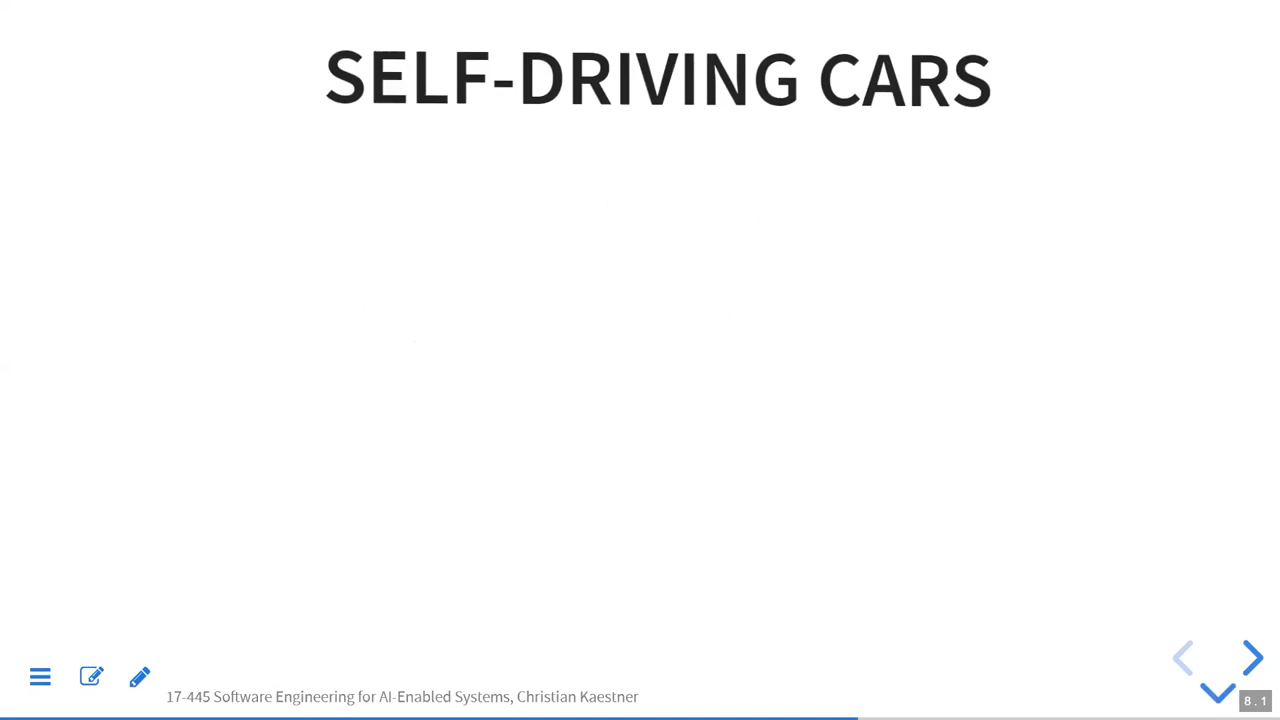 SELF-DRIVING CARS
17-445 Software Engineering for AI-Enabled Systems, Christian Kaestner
8 . 1